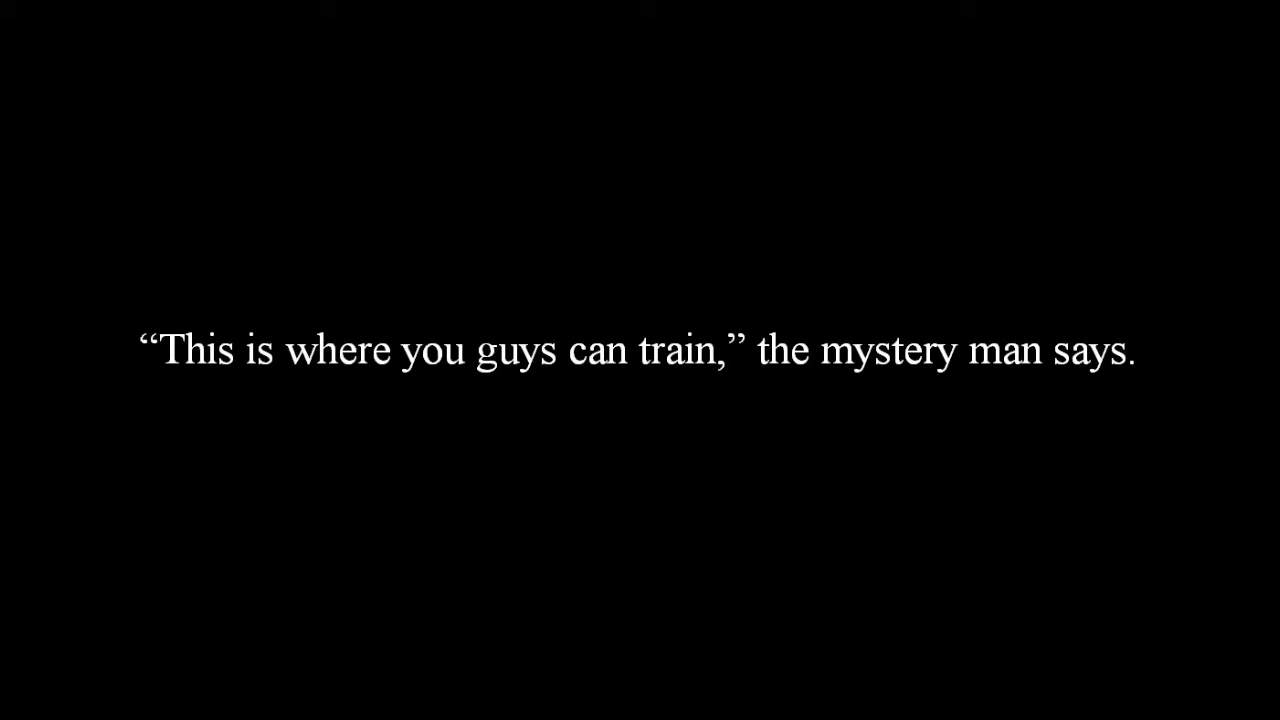 “This is where you guys can train,” the mystery man says.